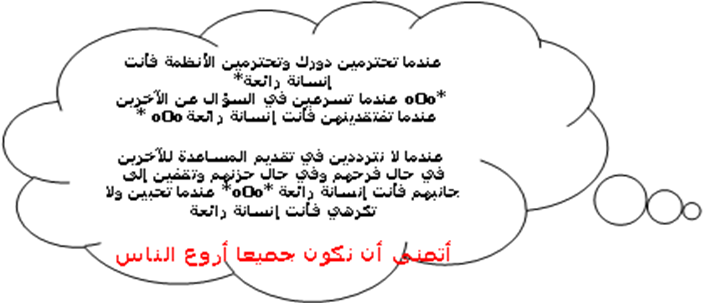 عندما تحترمين دورك وتحترمين الأنظمة فأنت
إنسانة رائعة*
*oOo عندما تسرعين في السؤال عن الآخرين
عندما تفتقدينهن فأنت إنسانة رائعة oOo *
عندما لا تترددين في تقديم المساعدة للآخرين
في حال فرحهم وفي حال حزنهم وتقفين إلى
جانبهم فأنت إنسانة رائعة *oOo* عندما تحبين ولا
تكرهي فأنت إنسانة رائعة
أتمنى أن نكون جميعا أروع الناس